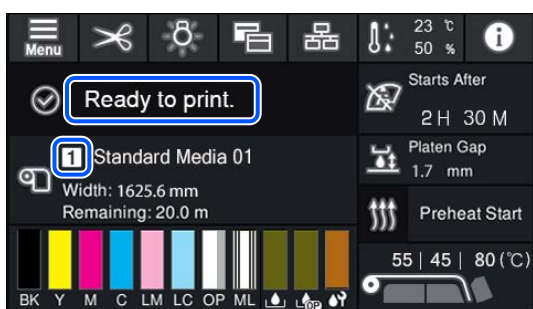 Menu
23 ℃
50 %
Ready to print.
Starts After
2 H 30 M
1 Standard Media 01
Width: 1625.6 mm
Remaining: 20.0 m
Platen Gap
1.7 mm
Preheat Start
55 | 45 | 80 (℃)
BK Y M C LM LC OP ML OP